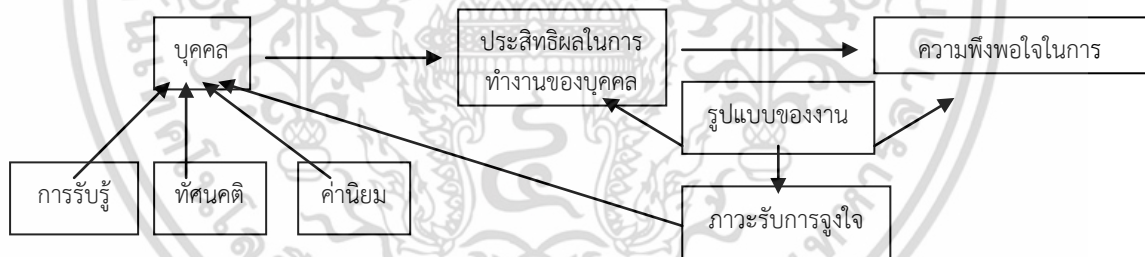 บุคคล
ประสิทธิผลในการ
ทำงานของบุคคล
ความพึงพอใจในการ
รูปแบบของงาน
การรับรู้
ทัศนคติ
ค่านิยม
ภาวะรับการจูงใจ